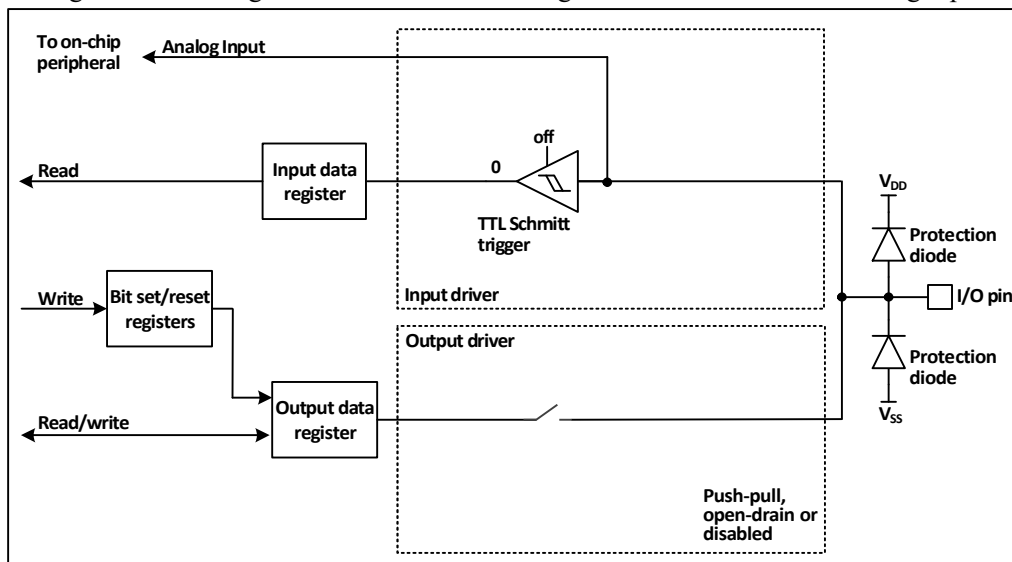 To on-chip
peripheral
Analog Input
off
Read
Input data
register
0
TTL Schmitt
trigger
V_DD
Protection
diode
Input driver
Write
Bit set/reset
registers
I/O pin
Output driver
Protection
diode
Read/write
Output data
register
V_SS
Push-pull,
open-drain or
disabled